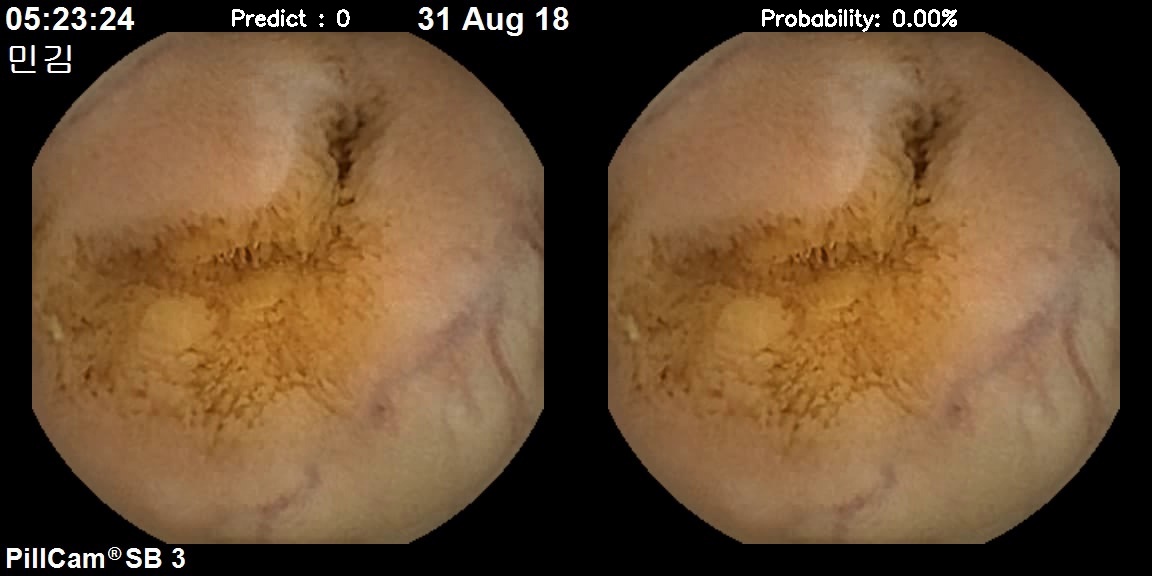 05:23:24 Predict : 0 31 Aug 18 Probability: 0.00%
민김
PillCam® SB 3